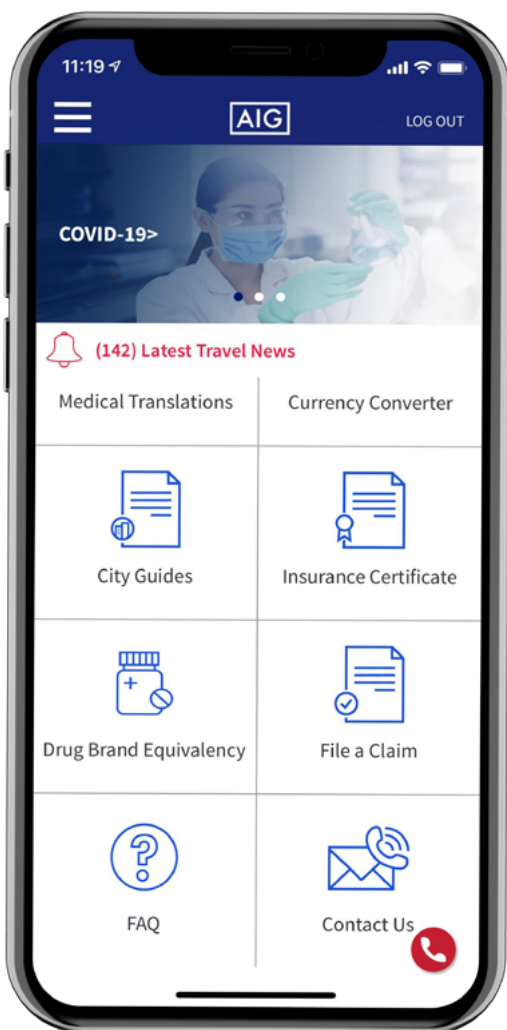 11:19
AIG
LOG OUT
COVID-19>
(142) Latest Travel News
Medical Translations
Currency Converter
City Guides
Insurance Certificate
Drug Brand Equivalency
File a Claim
FAQ
Contact Us